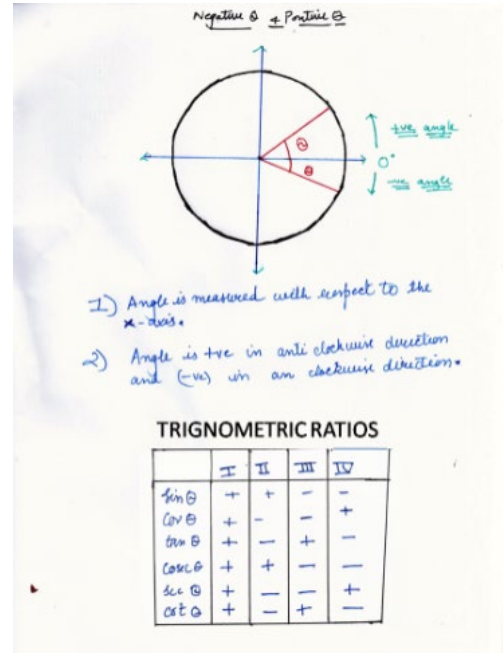 Negative θ & Positive θ
+ve angle
θ
0°
θ
-ve angle
1) Angle is measured with respect to the
x-axis.
2) Angle is +ve in anti clockwise direction
and (-ve) in an clockwise direction.
TRIGNOMETRIC RATIOS
I II III IV
Sin θ + + - -
Cos θ + - - +
tan θ + - + -
Cosec θ + + - -
sec θ + - - +
cot θ + - + -